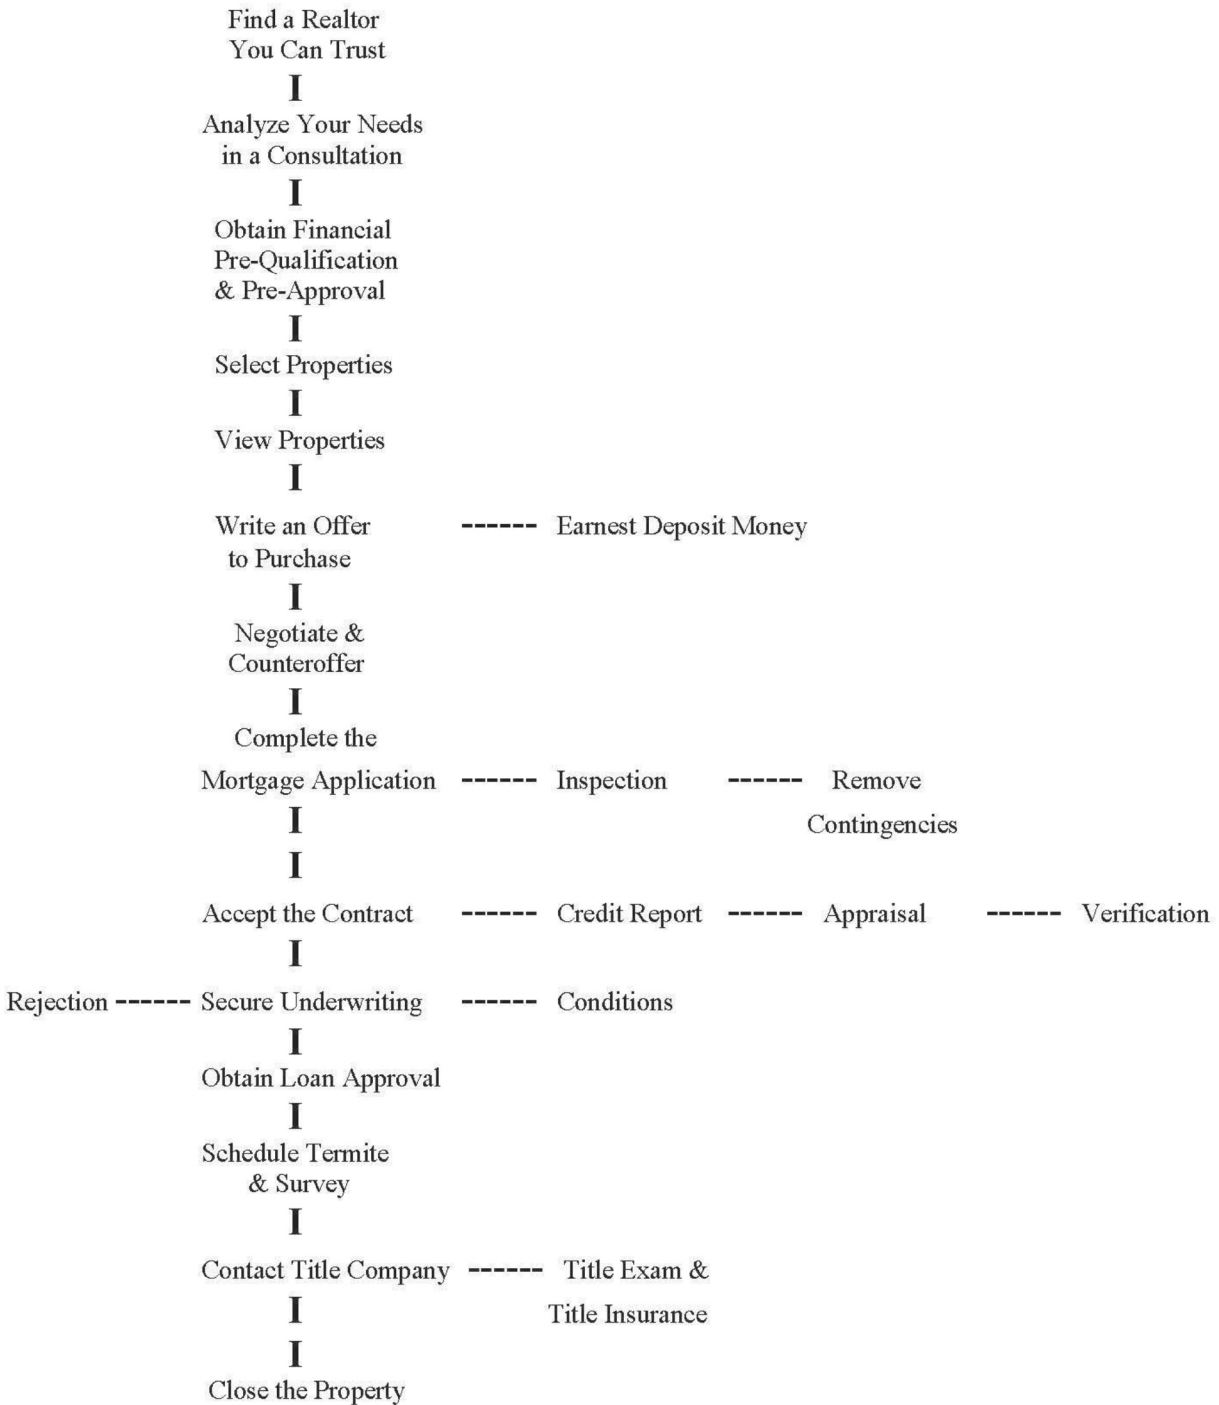 Find a Realtor
You Can Trust
I
Analyze Your Needs
in a Consultation
I
Obtain Financial
Pre-Qualification
& Pre-Approval
I
Select Properties
I
View Properties
I
Write an Offer ------ Earnest Deposit Money
to Purchase
I
Negotiate &
Counteroffer
I
Complete the
Mortgage Application ------ Inspection ------ Remove
I
Contingencies
I
Accept the Contract ------ Credit Report ------ Appraisal ------ Verification
I
Rejection ------ Secure Underwriting ------ Conditions
I
Obtain Loan Approval
I
Schedule Termite
& Survey
I
Contact Title Company ------ Title Exam &
I
Title Insurance
I
Close the Property